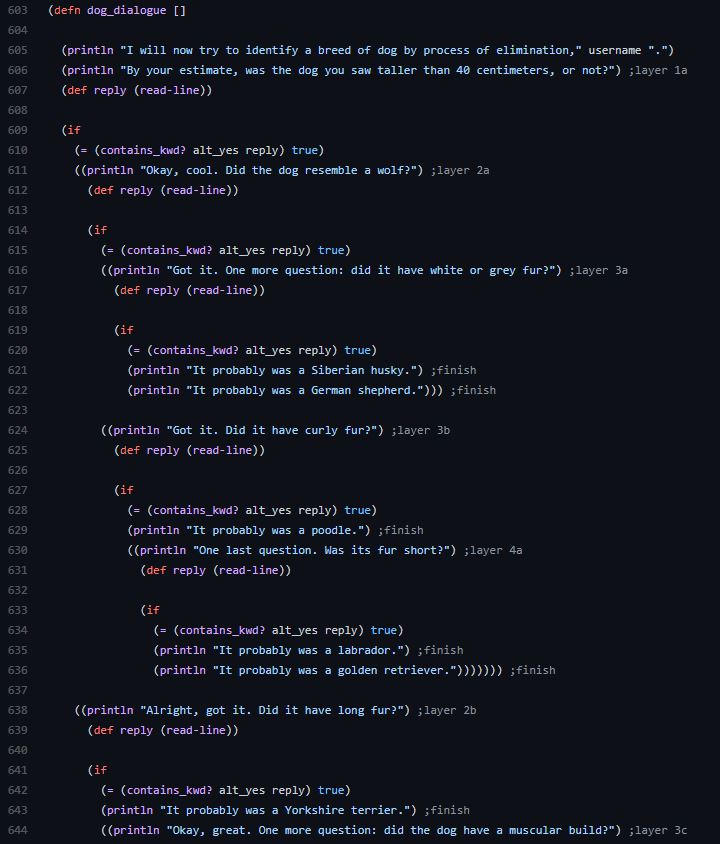 603 (defn dog_dialogue []
604
605 (println "I will now try to identify a breed of dog by process of elimination," username ".")
606 (println "By your estimate, was the dog you saw taller than 40 centimeters, or not?") ;layer 1a
607 (def reply (read-line))
608
609 (if
610 (= (contains_kwd? alt_yes reply) true)
611 ((println "Okay, cool. Did the dog resemble a wolf?") ;layer 2a
612 (def reply (read-line))
613
614 (if
615 (= (contains_kwd? alt_yes reply) true)
616 ((println "Got it. One more question: did it have white or grey fur?") ;layer 3a
617 (def reply (read-line))
618
619 (if
620 (= (contains_kwd? alt_yes reply) true)
621 (println "It probably was a Siberian husky.") ;finish
622 (println "It probably was a German shepherd."))) ;finish
623
624 ((println "Got it. Did it have curly fur?") ;layer 3b
625 (def reply (read-line))
626
627 (if
628 (= (contains_kwd? alt_yes reply) true)
629 (println "It probably was a poodle.") ;finish
630 ((println "One last question. Was its fur short?") ;layer 4a
631 (def reply (read-line))
632
633 (if
634 (= (contains_kwd? alt_yes reply) true)
635 (println "It probably was a labrador.") ;finish
636 (println "It probably was a golden retriever."))))))) ;finish
637
638 ((println "Alright, got it. Did it have long fur?") ;layer 2b
639 (def reply (read-line))
640
641 (if
642 (= (contains_kwd? alt_yes reply) true)
643 (println "It probably was a Yorkshire terrier.") ;finish
644 ((println "Okay, great. One more question: did the dog have a muscular build?") ;layer 3c